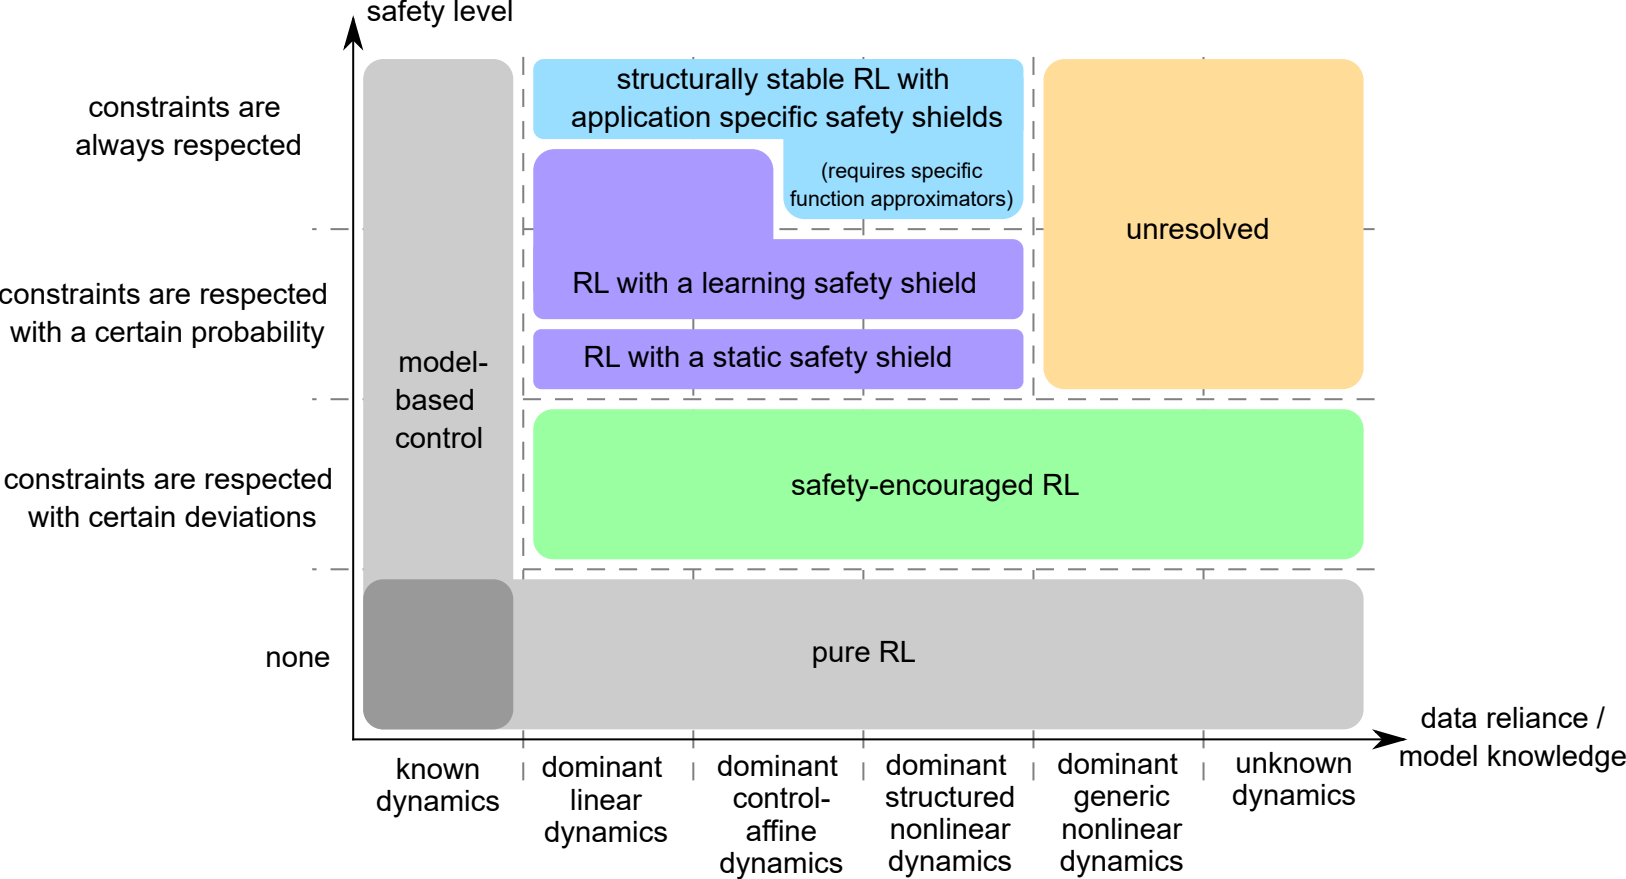 safety level
constraints are
always respected
constraints are respected
with a certain probability
constraints are respected
with certain deviations
none
structurally stable RL with
application specific safety shields
(requires specific
function approximators)
RL with a learning safety shield
RL with a static safety shield
unresolved
model-
based
control
safety-encouraged RL
pure RL
data reliance /
model knowledge
known
dynamics
dominant
linear
dynamics
dominant
control-
affine
dynamics
dominant
structured
nonlinear
dynamics
dominant
generic
nonlinear
dynamics
unknown
dynamics